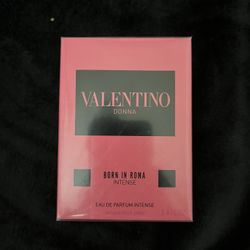 VALENTINO
DONNA
BORN IN ROMA
INTENSE
EAU DE PARFUM INTENSE